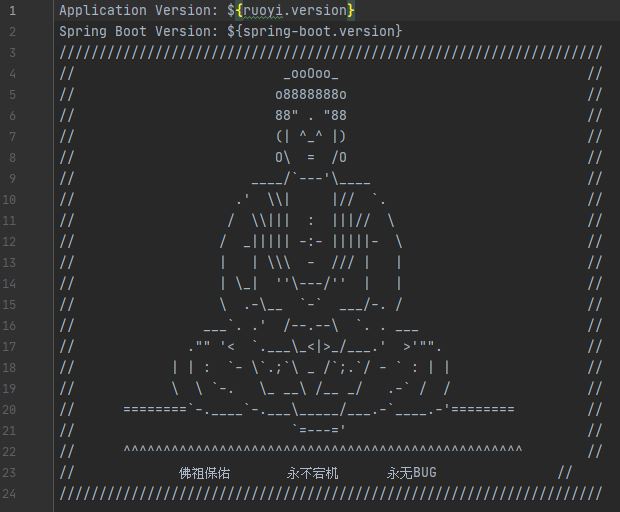 1 Application Version: ${ruoyi.version}
2 Spring Boot Version: ${spring-boot.version}
3 ////////////////////////////////////////////////////////////////////
4 //                          _ooOoo_                               //
5 //                         o8888888o                              //
6 //                         88" . "88                              //
7 //                         (| ^_^ |)                              //
8 //                         O\  =  /O                              //
9 //                      ____/`---'\____                           //
10 //                    .'  \\|     |//  `.                         //
11 //                   /  \\|||  :  |||//  \                        //
12 //                  /  _||||| -:- |||||-  \                       //
13 //                  |   | \\\  -  /// |   |                       //
14 //                  | \_|  ''\---/''  |   |                       //
15 //                  \  .-\__  `-`  ___/-. /                       //
16 //                ___`. .'  /--.--\  `. . ___                     //
17 //              ."" '<  `.___\_<|>_/___.'  >'"".                  //
18 //            | | :  `- \`.;`\ _ /`;.`/ - ` : | |                 //
19 //            \  \ `-.   \_ __\ /__ _/   .-` /  /                 //
20 //      ========`-.____`-.___\_____/___.-`____.-'========         //
21 //                           `=---='                              //
22 //      ^^^^^^^^^^^^^^^^^^^^^^^^^^^^^^^^^^^^^^^^^^^^^^^^^^        //
23 //             佛祖保佑       永不宕机      永无BUG               //
24 ////////////////////////////////////////////////////////////////////